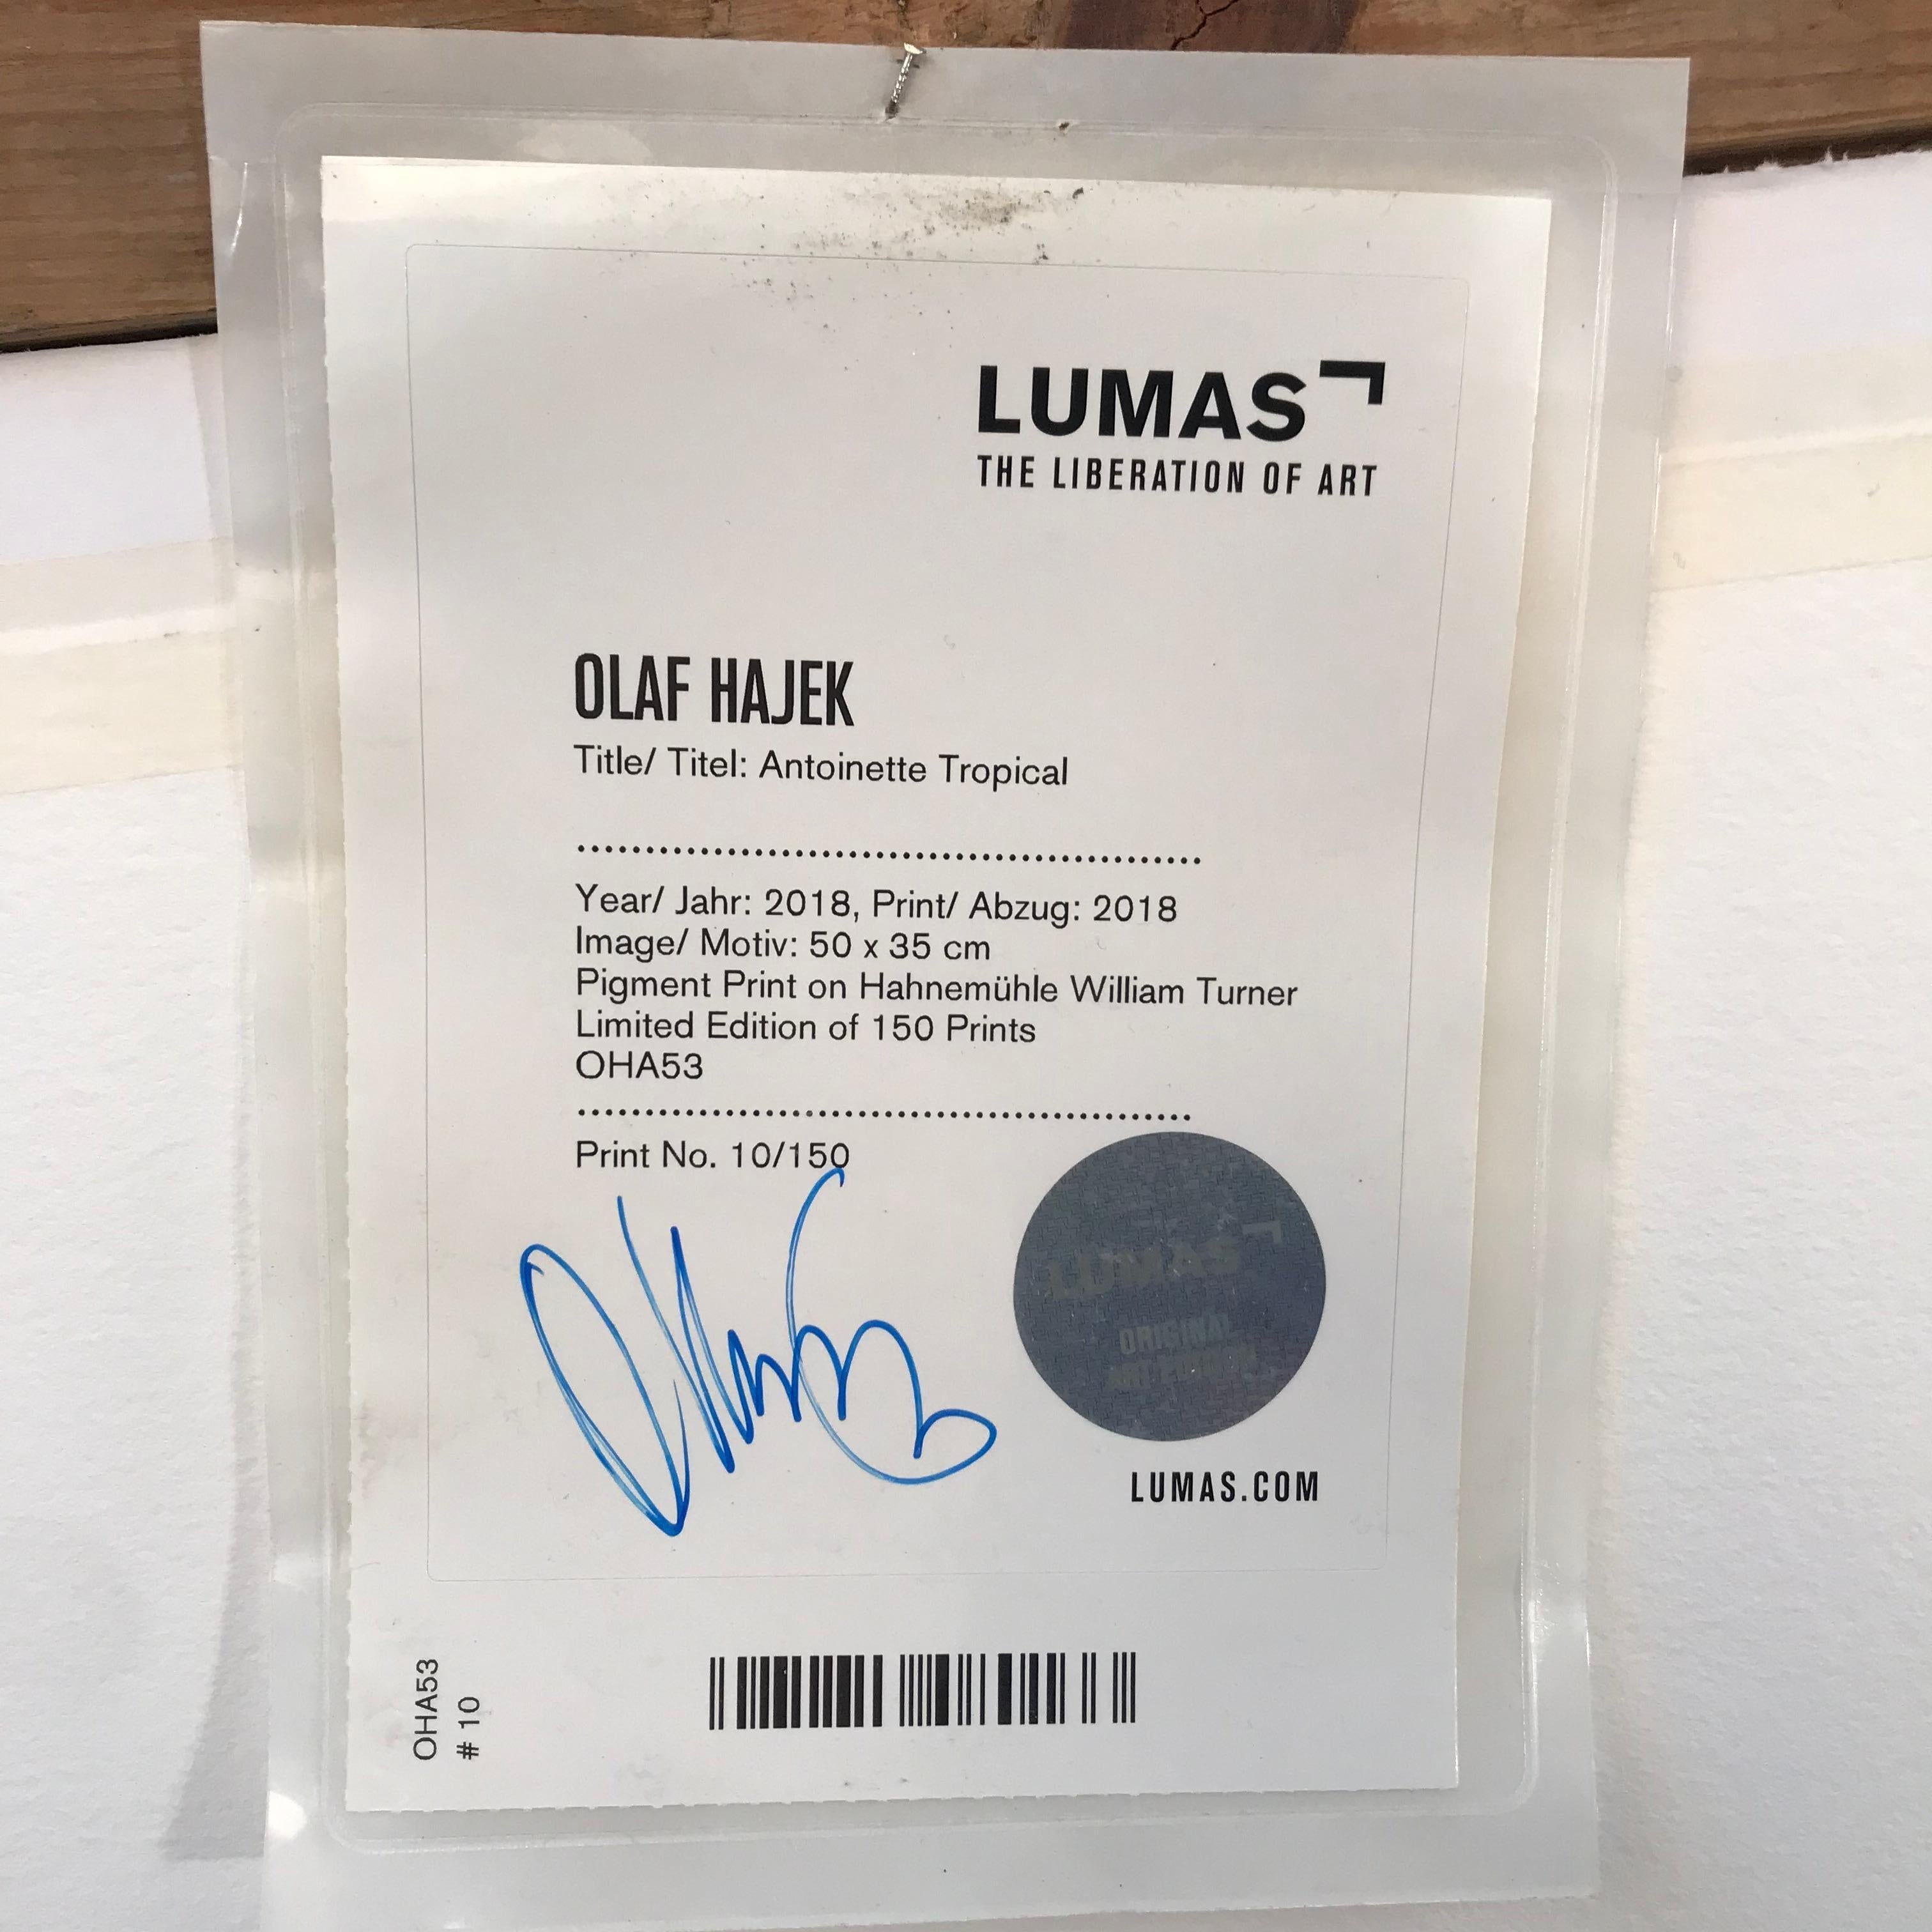 LUMAS
THE LIBERATION OF ART
OLAF HAJEK
Title/ Titel: Antoinette Tropical
Year/ Jahr: 2018, Print/ Abzug: 2018
Image/ Motiv: 50 x 35 cm
Pigment Print on Hahnemühle William Turner
Limited Edition of 150 Prints
OHA53
Print No. 10/150
LUMAS
ORIGINAL
ART EDITION
LUMAS.COM
OHA53
# 10